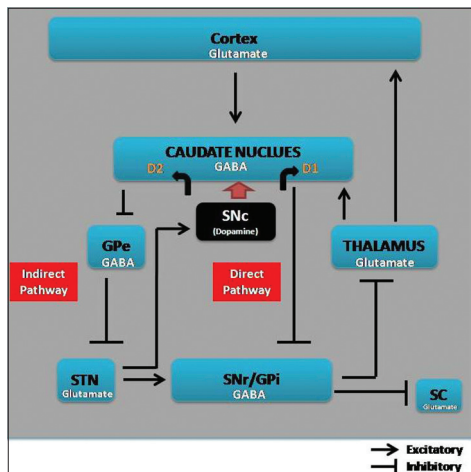 Cortex
Glutamate
CAUDATE NUCLUES
D2
GABA
D1
SNc
(Dopamine)
GPe
GABA
THALAMUS
Glutamate
Indirect
Pathway
Direct
Pathway
STN
Glutamate
SNr/GPi
GABA
SC
Glutamate
Excitatory
Inhibitory